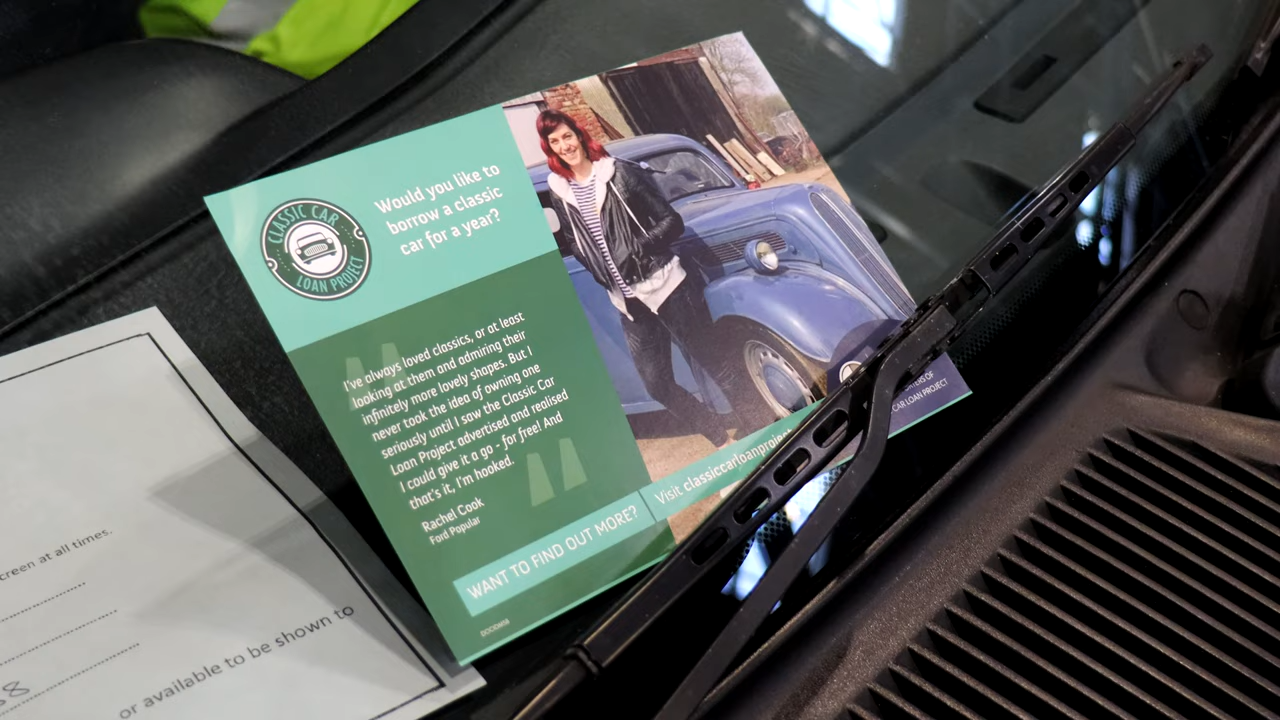 CLASSIC CAR
LOAN PROJECT
Would you like to
borrow a classic
car for a year?
I've always loved classics, or at least
looking at them and admiring their
infinitely more lovely shapes. But I
never took the idea of owning one
seriously until I saw the Classic Car
Loan Project advertised and realised
I could give it a go - for free! And
that's it, I'm hooked.
Rachel Cook
Ford Popular
WANT TO FIND OUT MORE?
Visit classiccarloanproject
OF
CAR LOAN PROJECT
screen at all times.
8
or available to be shown to